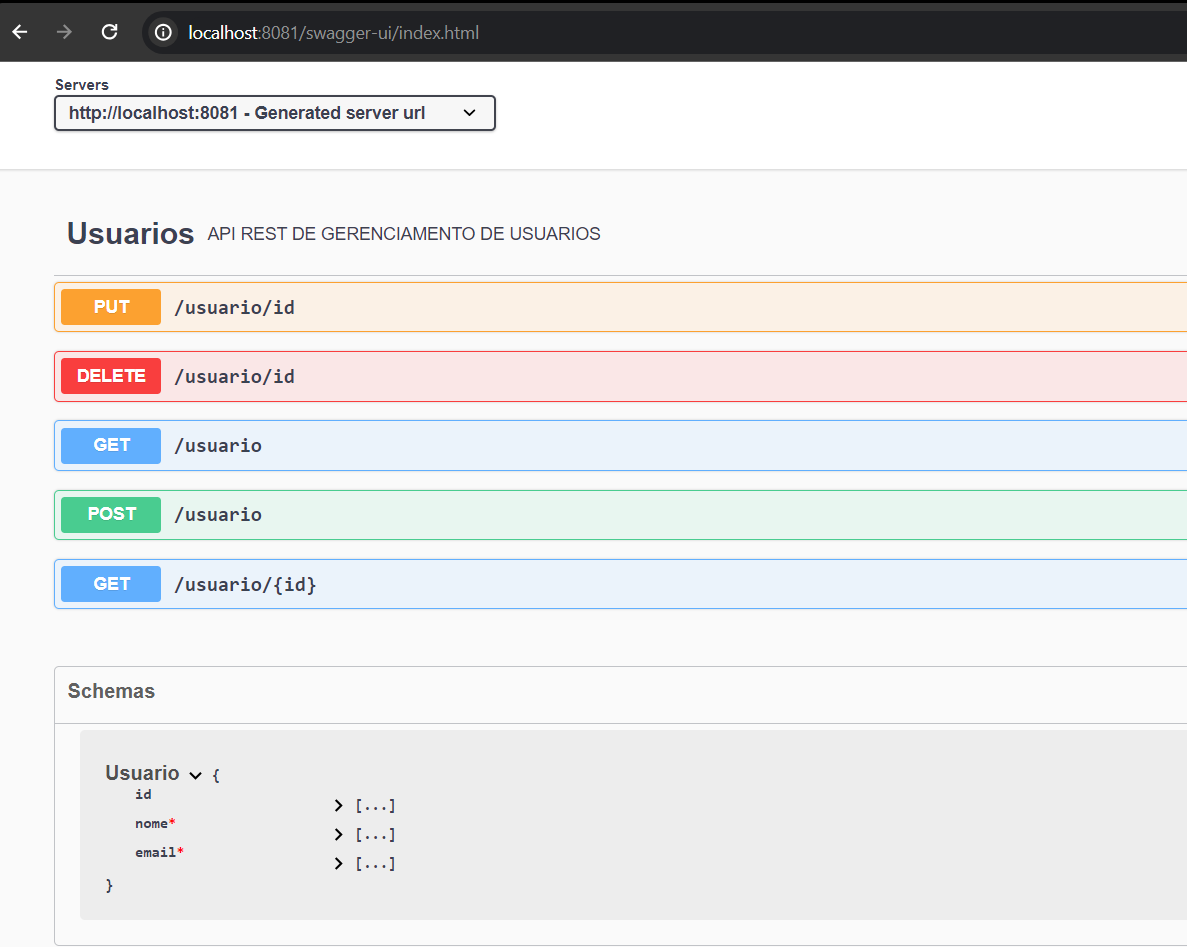 localhost:8081/swagger-ui/index.html
Servers
http://localhost:8081 - Generated server url
Usuarios API REST DE GERENCIAMENTO DE USUARIOS
PUT /usuario/id
DELETE /usuario/id
GET /usuario
POST /usuario
GET /usuario/{id}
Schemas
Usuario {
id
[...]
nome*
[...]
email*
[...]
}